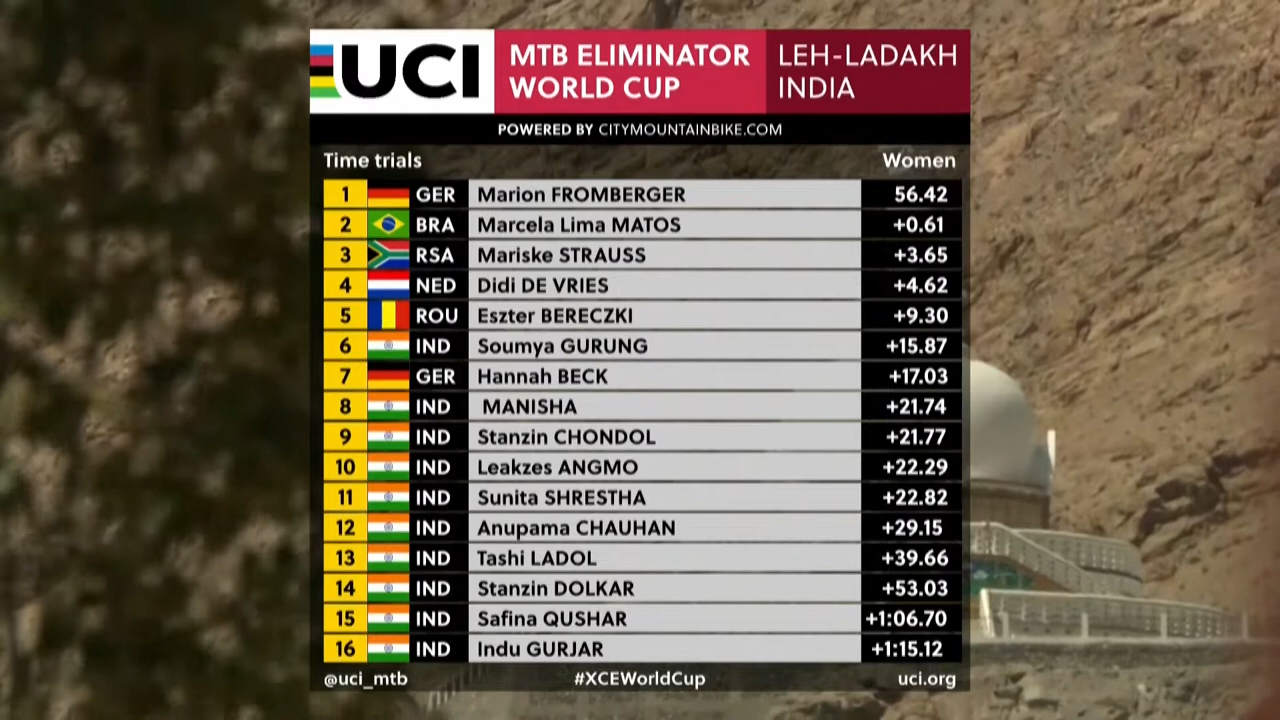 UCI MTB ELIMINATOR WORLD CUP LEH-LADAKH INDIA
POWERED BY CITYMOUNTAINBIKE.COM
Time trials Women
1 GER Marion FROMBERGER 56.42
2 BRA Marcela Lima MATOS +0.61
3 RSA Mariske STRAUSS +3.65
4 NED Didi DE VRIES +4.62
5 ROU Eszter BERECZKI +9.30
6 IND Soumya GURUNG +15.87
7 GER Hannah BECK +17.03
8 IND MANISHA +21.74
9 IND Stanzin CHONDOL +21.77
10 IND Leakzes ANGMO +22.29
11 IND Sunita SHRESTHA +22.82
12 IND Anupama CHAUHAN +29.15
13 IND Tashi LADOL +39.66
14 IND Stanzin DOLKAR +53.03
15 IND Safina QUSHAR +1:06.70
16 IND Indu GURJAR +1:15.12
@uci_mtb #XCEWorldCup uci.org